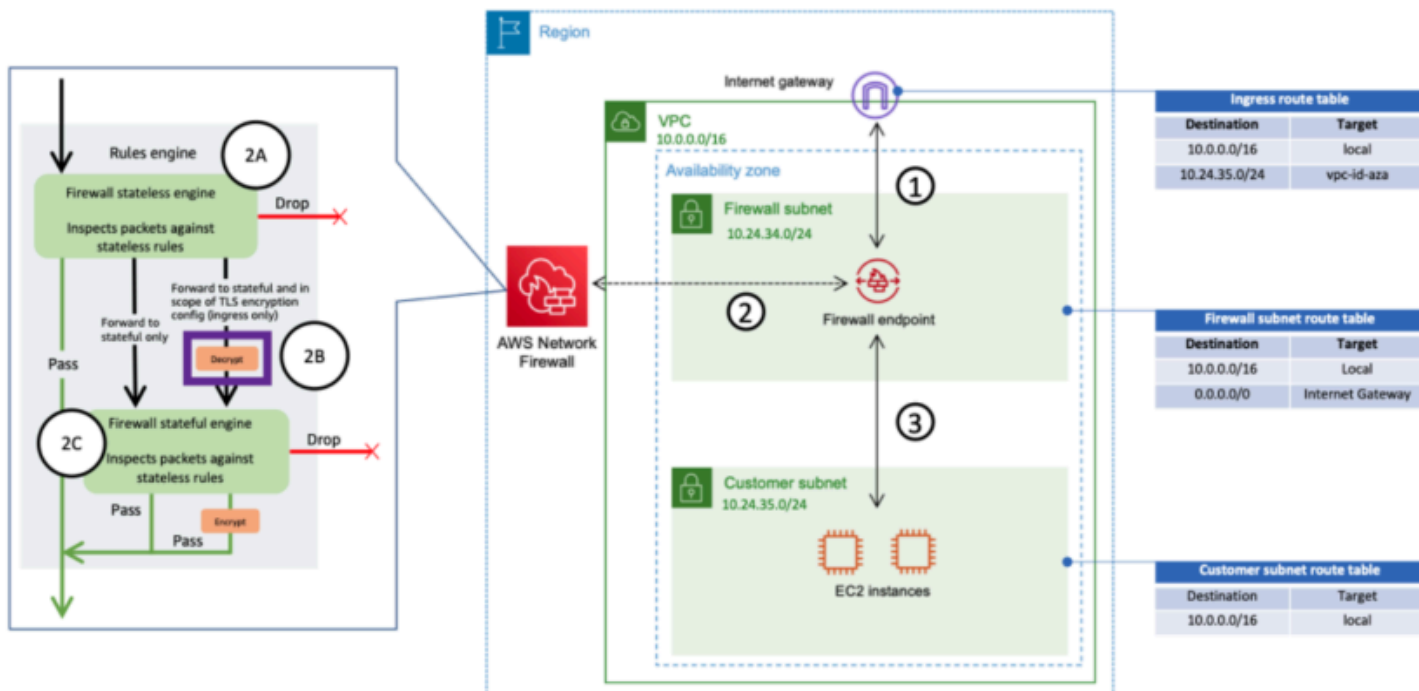 Region
Internet gateway
VPC
10.0.0.0/16
Availability zone
1
Firewall subnet
10.24.34.0/24
2
Firewall endpoint
AWS Network
Firewall
3
Customer subnet
10.24.35.0/24
EC2 instances
Rules engine
2A
Firewall stateless engine
Inspects packets against
stateless rules
Drop
Forward to stateful and in
scope of TLS encryption
config (ingress only)
Forward to
stateful only
Pass
Decrypt
2B
2C
Firewall stateful engine
Inspects packets against
stateless rules
Drop
Pass
Encrypt
Pass
Ingress route table
Destination Target
10.0.0.0/16 local
10.24.35.0/24 vpc-id-aza
Firewall subnet route table
Destination Target
10.0.0.0/16 Local
0.0.0.0/0 Internet Gateway
Customer subnet route table
Destination Target
10.0.0.0/16 local